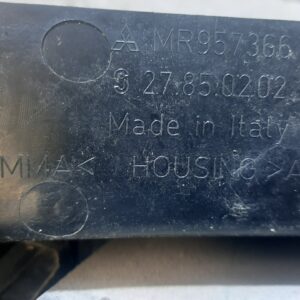 MR957366
27.85.02.02
Made in Italy
MMA< HOUSING >A